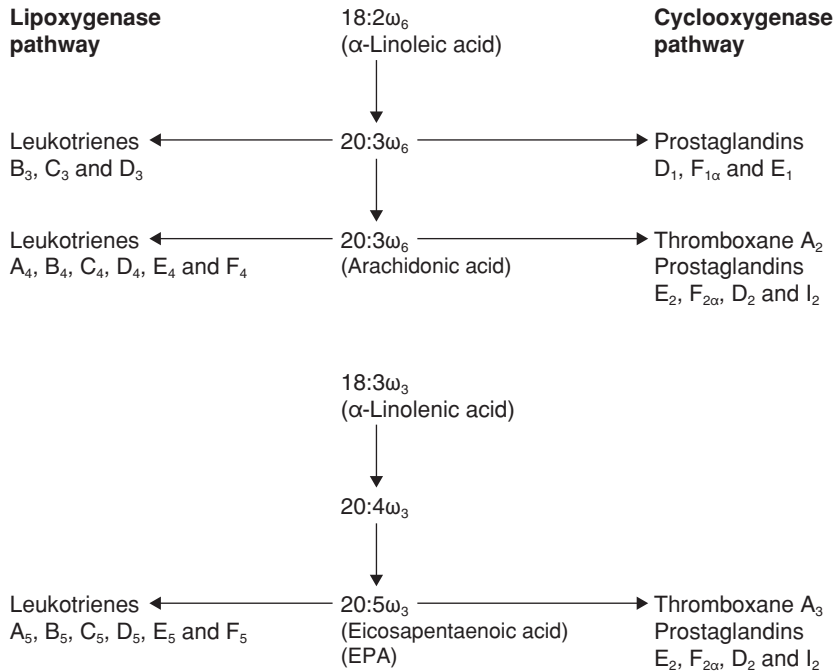 Lipoxygenase
pathway
18:2ω₆
(α-Linoleic acid)
Cyclooxygenase
pathway
Leukotrienes
B₃, C₃ and D₃
20:3ω₆
Prostaglandins
D₁, F₁α and E₁
Leukotrienes
A₄, B₄, C₄, D₄, E₄ and F₄
20:3ω₆
(Arachidonic acid)
Thromboxane A₂
Prostaglandins
E₂, F₂α, D₂ and I₂
18:3ω₃
(α-Linolenic acid)
20:4ω₃
Leukotrienes
A₅, B₅, C₅, D₅, E₅ and F₅
20:5ω₃
(Eicosapentaenoic acid)
(EPA)
Thromboxane A₃
Prostaglandins
E₂, F₂α, D₂ and I₂